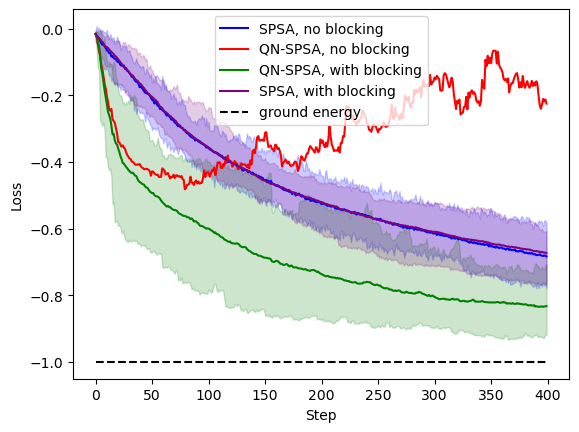 SPSA, no blocking
QN-SPSA, no blocking
QN-SPSA, with blocking
SPSA, with blocking
ground energy
0.0
−0.2
−0.4
−0.6
−0.8
−1.0
Loss
0 50 100 150 200 250 300 350 400
Step